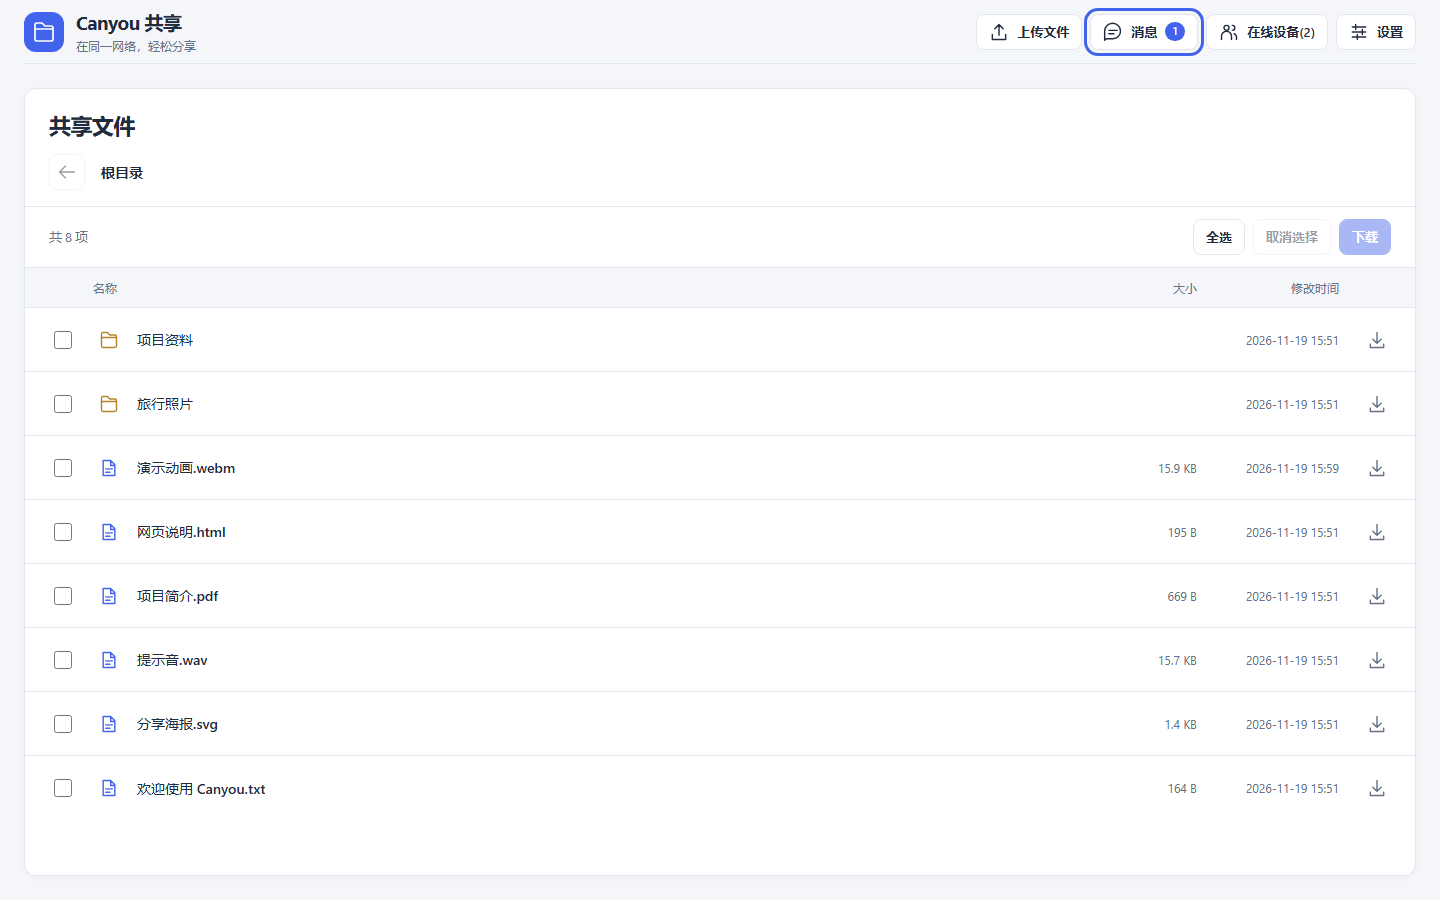 Canyou 共享
在同一网络，轻松分享
上传文件
消息 1
在线设备(2)
设置
共享文件
根目录
共 8 项
全选
取消选择
下载
名称 大小 修改时间
项目资料 2026-11-19 15:51
旅行照片 2026-11-19 15:51
演示动画.webm 15.9 KB 2026-11-19 15:59
网页说明.html 195 B 2026-11-19 15:51
项目简介.pdf 669 B 2026-11-19 15:51
提示音.wav 15.7 KB 2026-11-19 15:51
分享海报.svg 1.4 KB 2026-11-19 15:51
欢迎使用 Canyou.txt 164 B 2026-11-19 15:51